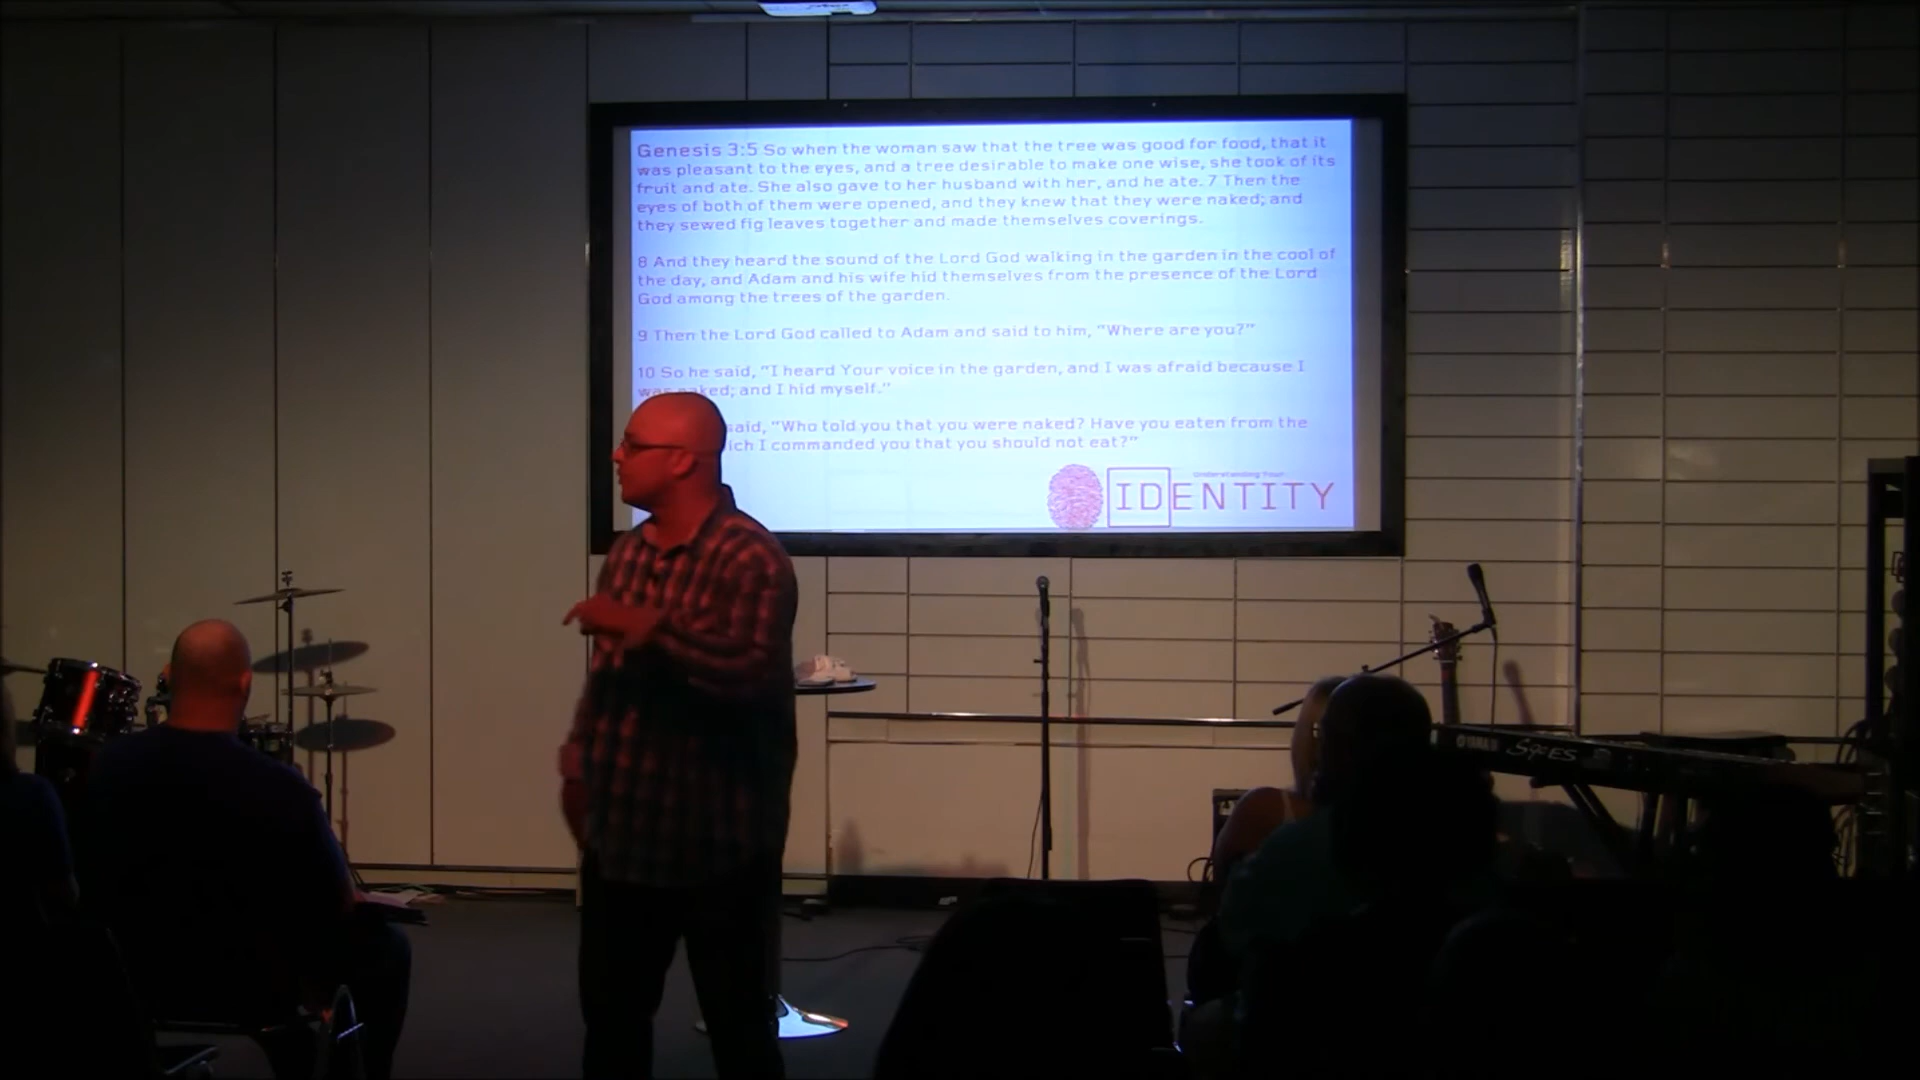 Genesis 3:5 So when the woman saw that the tree was good for food, that it
was pleasant to the eyes, and a tree desirable to make one wise, she took of its
fruit and ate. She also gave to her husband with her, and he ate. 7 Then the
eyes of both of them were opened, and they knew that they were naked; and
they sewed fig leaves together and made themselves coverings.
8 And they heard the sound of the Lord God walking in the garden in the cool of
the day, and Adam and his wife hid themselves from the presence of the Lord
God among the trees of the garden.
9 Then the Lord God called to Adam and said to him, “Where are you?”
10 So he said, “I heard Your voice in the garden, and I was afraid because I
was naked; and I hid myself.”
said, “Who told you that you were naked? Have you eaten from the
ich I commanded you that you should not eat?”
Understanding Your
IDENTITY
YAMAHA S90ES